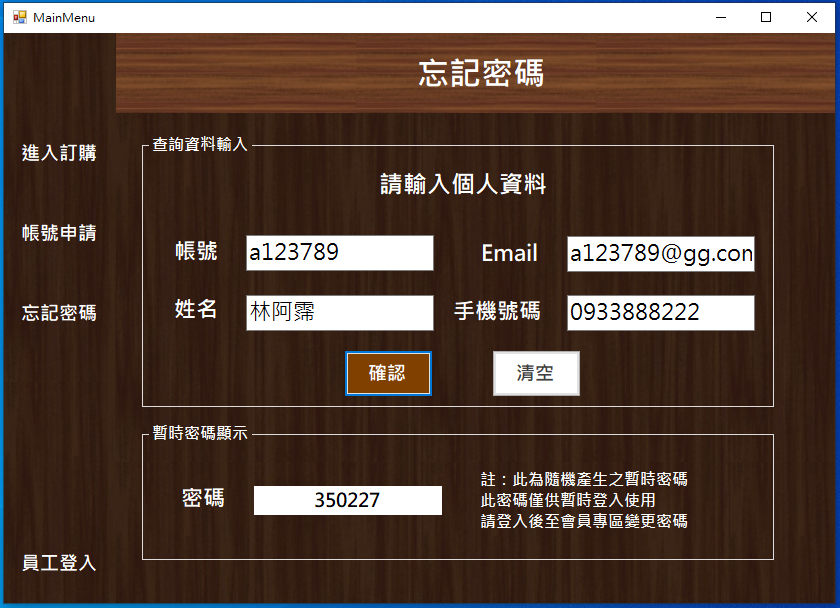 MainMenu
忘記密碼
進入訂購
帳號申請
忘記密碼
員工登入
查詢資料輸入
請輸入個人資料
帳號 a123789 Email a123789@gg.con
姓名 林阿霈 手機號碼 0933888222
確認 清空
暫時密碼顯示
密碼 350227
註：此為隨機產生之暫時密碼
此密碼僅供暫時登入使用
請登入後至會員專區變更密碼